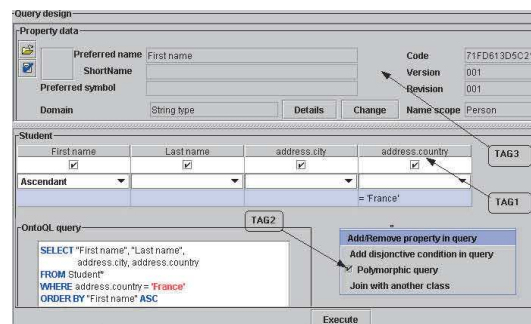 Query design
Property data
Preferred name First name Code 71FD613D5C2
ShortName Version 001
Preferred symbol Revision 001
Domain String type Details Change Name scope Person
Student
TAG3
First name Last name address.city address.country
Ascendant
TAG1
= 'France'
TAG2
OntoQL query
Add/Remove property in query
SELECT "First name", "Last name",
Add disjonctive condition in query
address.city, address.country
Polymorphic query
FROM Student*
WHERE address.country = 'France'
Join with another class
ORDER BY "First name" ASC
Execute